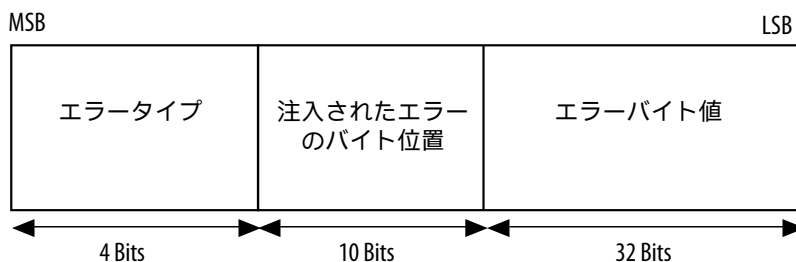 MSB
LSB
エラータイプ
注入されたエラー
のバイト位置
エラーバイト値
4 Bits
10 Bits
32 Bits